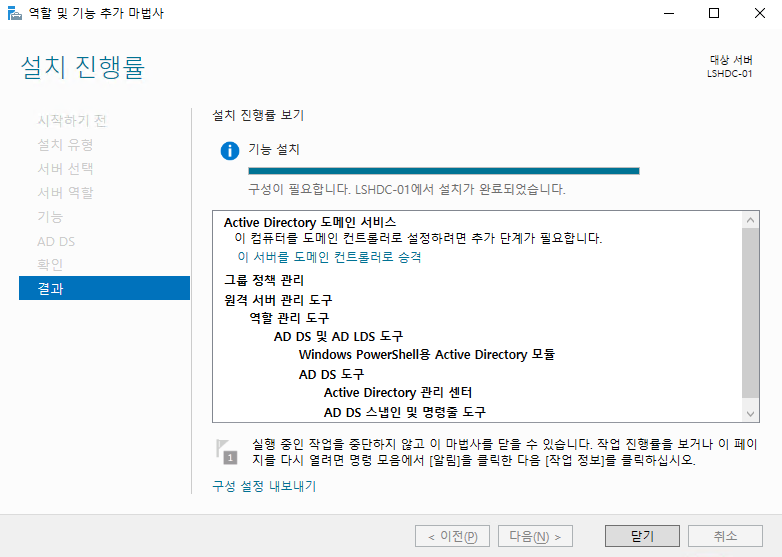 역할 및 기능 추가 마법사
설치 진행률
대상 서버
LSHDC-01
시작하기 전
설치 유형
서버 선택
서버 역할
기능
AD DS
확인
결과
설치 진행률 보기
기능 설치
구성이 필요합니다. LSHDC-01에서 설치가 완료되었습니다.
Active Directory 도메인 서비스
이 컴퓨터를 도메인 컨트롤러로 설정하려면 추가 단계가 필요합니다.
이 서버를 도메인 컨트롤러로 승격
그룹 정책 관리
원격 서버 관리 도구
역할 관리 도구
AD DS 및 AD LDS 도구
Windows PowerShell용 Active Directory 모듈
AD DS 도구
Active Directory 관리 센터
AD DS 스냅인 및 명령줄 도구
1
실행 중인 작업을 중단하지 않고 이 마법사를 닫을 수 있습니다. 작업 진행률을 보거나 이 페이
지를 다시 열려면 명령 모음에서 [알림]을 클릭한 다음 [작업 정보]를 클릭하십시오.
구성 설정 내보내기
< 이전(P)
다음(N) >
닫기
취소